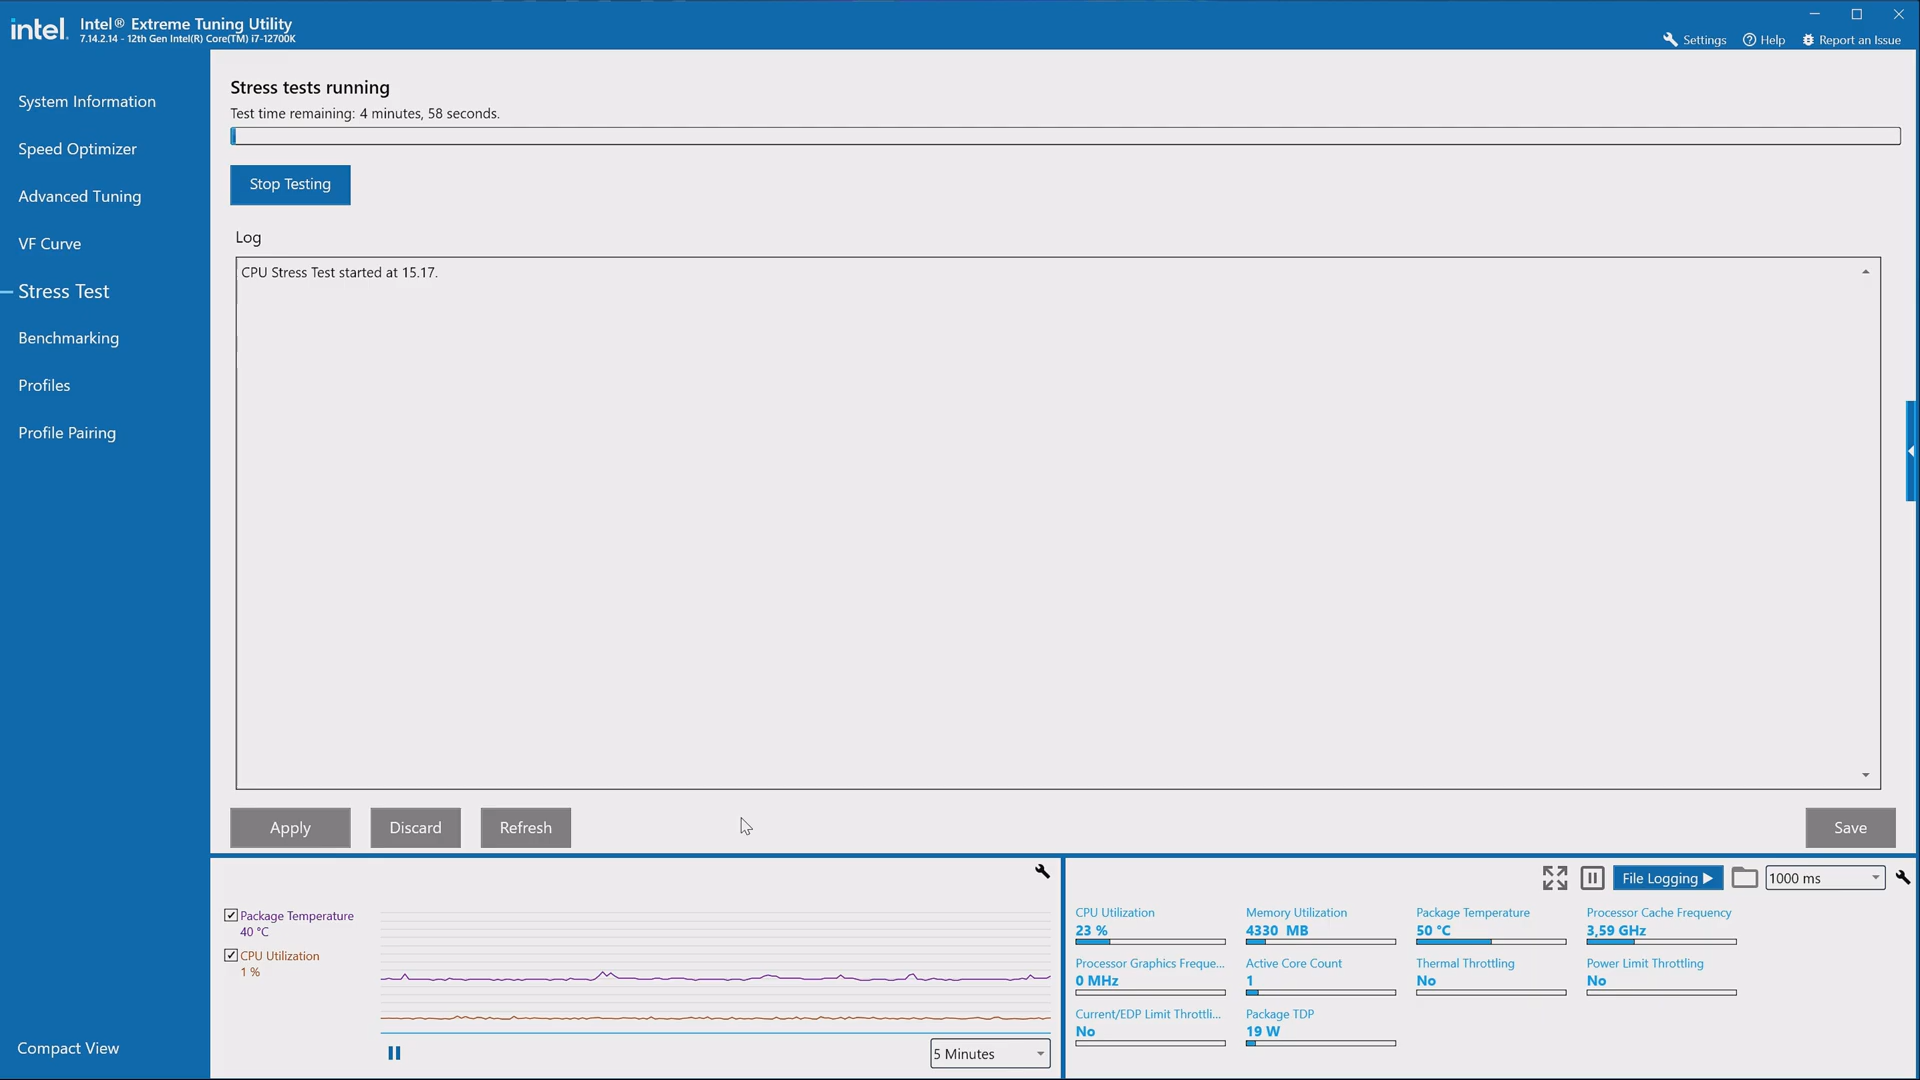 intel.
Intel® Extreme Tuning Utility
7.14.2.14 - 12th Gen Intel(R) Core(TM) i7-12700K
Settings
Help
Report an Issue
System Information
Speed Optimizer
Advanced Tuning
VF Curve
Stress Test
Benchmarking
Profiles
Profile Pairing
Compact View
Stress tests running
Test time remaining: 4 minutes, 58 seconds.
Stop Testing
Log
CPU Stress Test started at 15.17.
Apply
Discard
Refresh
Save
Package Temperature
40 °C
CPU Utilization
1 %
5 Minutes
File Logging
1000 ms
CPU Utilization
23 %
Memory Utilization
4330 MB
Package Temperature
50 °C
Processor Cache Frequency
3,59 GHz
Processor Graphics Freque...
0 MHz
Active Core Count
1
Thermal Throttling
No
Power Limit Throttling
No
Current/EDP Limit Throttli...
No
Package TDP
19 W